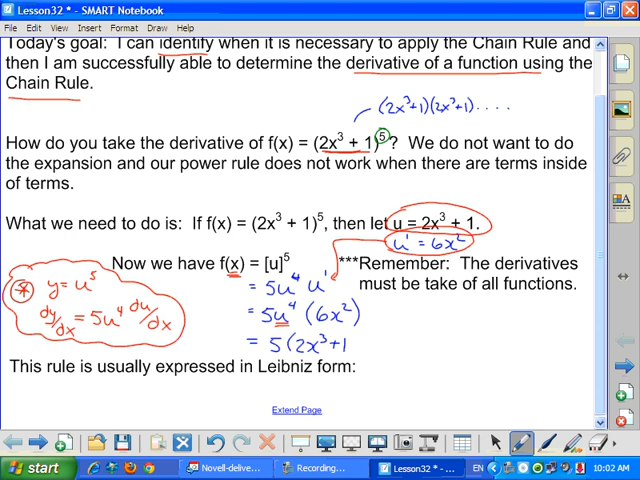 Lesson32 * - SMART Notebook
File Edit View Insert Format Draw Help
Today's goal: I can identify when it is necessary to apply the Chain Rule and
then I am successfully able to determine the derivative of a function using the
Chain Rule.
(2x³+1)(2x³+1)....
How do you take the derivative of f(x) = (2x³ + 1)⁵? We do not want to do
the expansion and our power rule does not work when there are terms inside
of terms.
What we need to do is: If f(x) = (2x³ + 1)⁵, then let u = 2x³ + 1.
u' = 6x²
Now we have f(x) = [u]⁵ ***Remember: The derivatives
must be take of all functions.
= 5u⁴ u'
= 5u⁴ (6x²)
= 5(2x³+1
* y = u⁵
dy/dx = 5u⁴ du/dx
This rule is usually expressed in Leibniz form:
Extend Page
start Novell-delive... Recording... Lesson32 * - ... EN 10:02 AM